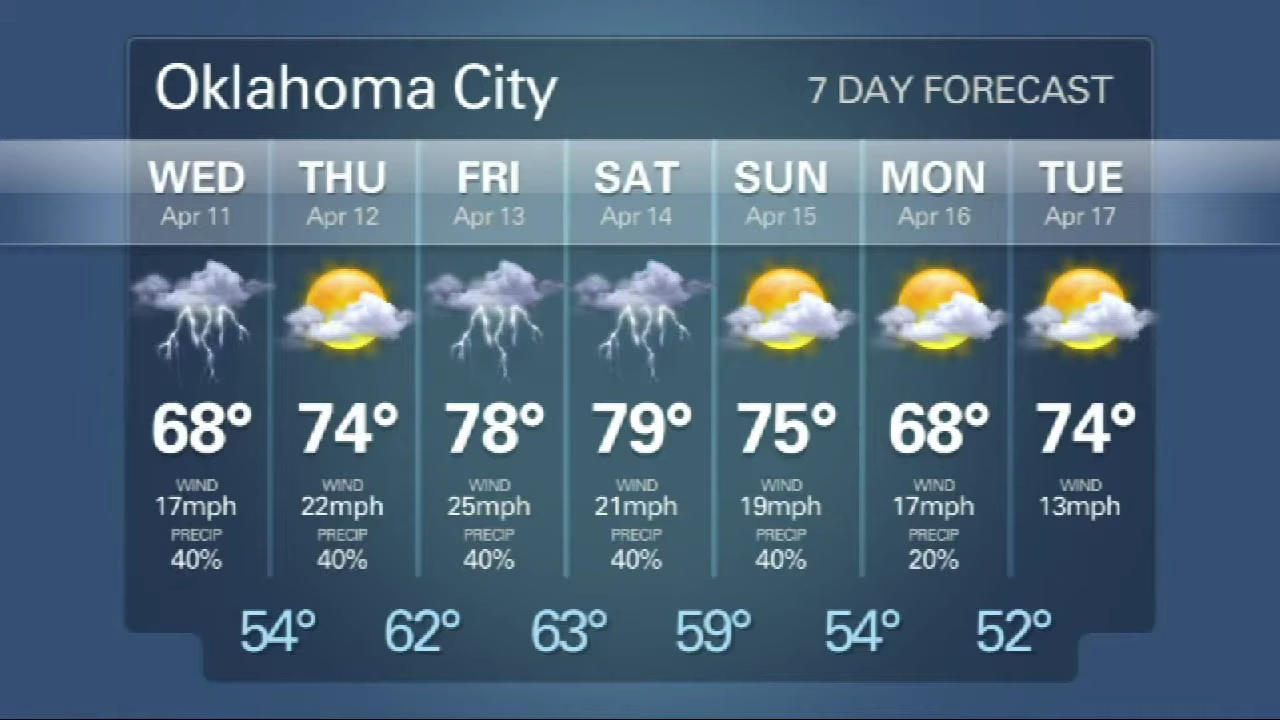 Oklahoma City 7 DAY FORECAST
WED THU FRI SAT SUN MON TUE
Apr 11 Apr 12 Apr 13 Apr 14 Apr 15 Apr 16 Apr 17
68° 74° 78° 79° 75° 68° 74°
WIND WIND WIND WIND WIND WIND WIND
17mph 22mph 25mph 21mph 19mph 17mph 13mph
PRECIP PRECIP PRECIP PRECIP PRECIP PRECIP
40% 40% 40% 40% 40% 20%
54° 62° 63° 59° 54° 52°